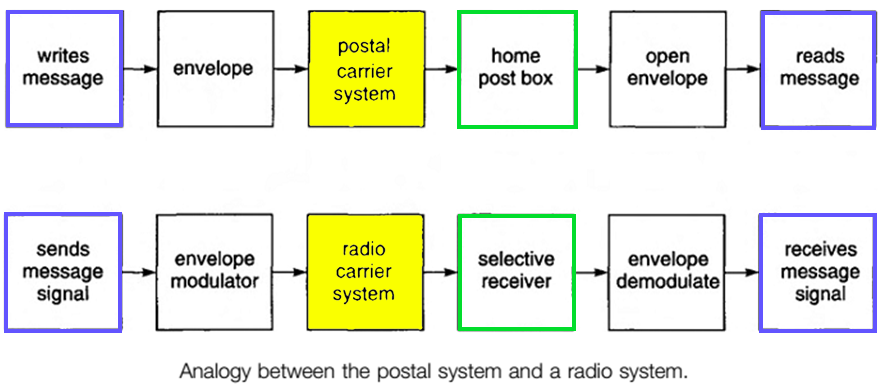 writes
message
envelope
postal
carrier
system
home
post box
open
envelope
reads
message
sends
message
signal
envelope
modulator
radio
carrier
system
selective
receiver
envelope
demodulate
receives
message
signal
Analogy between the postal system and a radio system.